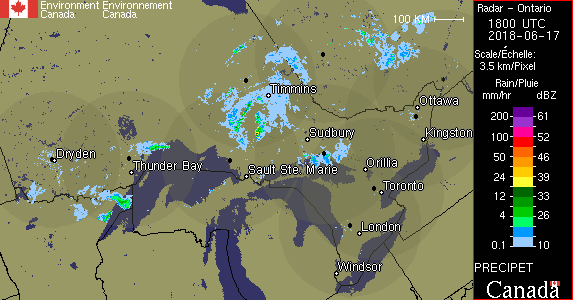 Environment Environnement
Canada Canada
100 KM
Timmins
Ottawa
Sudbury
Kingston
Dryden
Thunder Bay
Sault Ste. Marie
Orillia
Toronto
London
Windsor
Radar - Ontario
1800 UTC
2018-06-17
Scale/Échelle:
3.5 km/Pixel
Rain/Pluie
mm/hr dBZ
200 61
100 52
50 46
24 39
12 33
4 26
0.1 10
PRECIPET
Canada